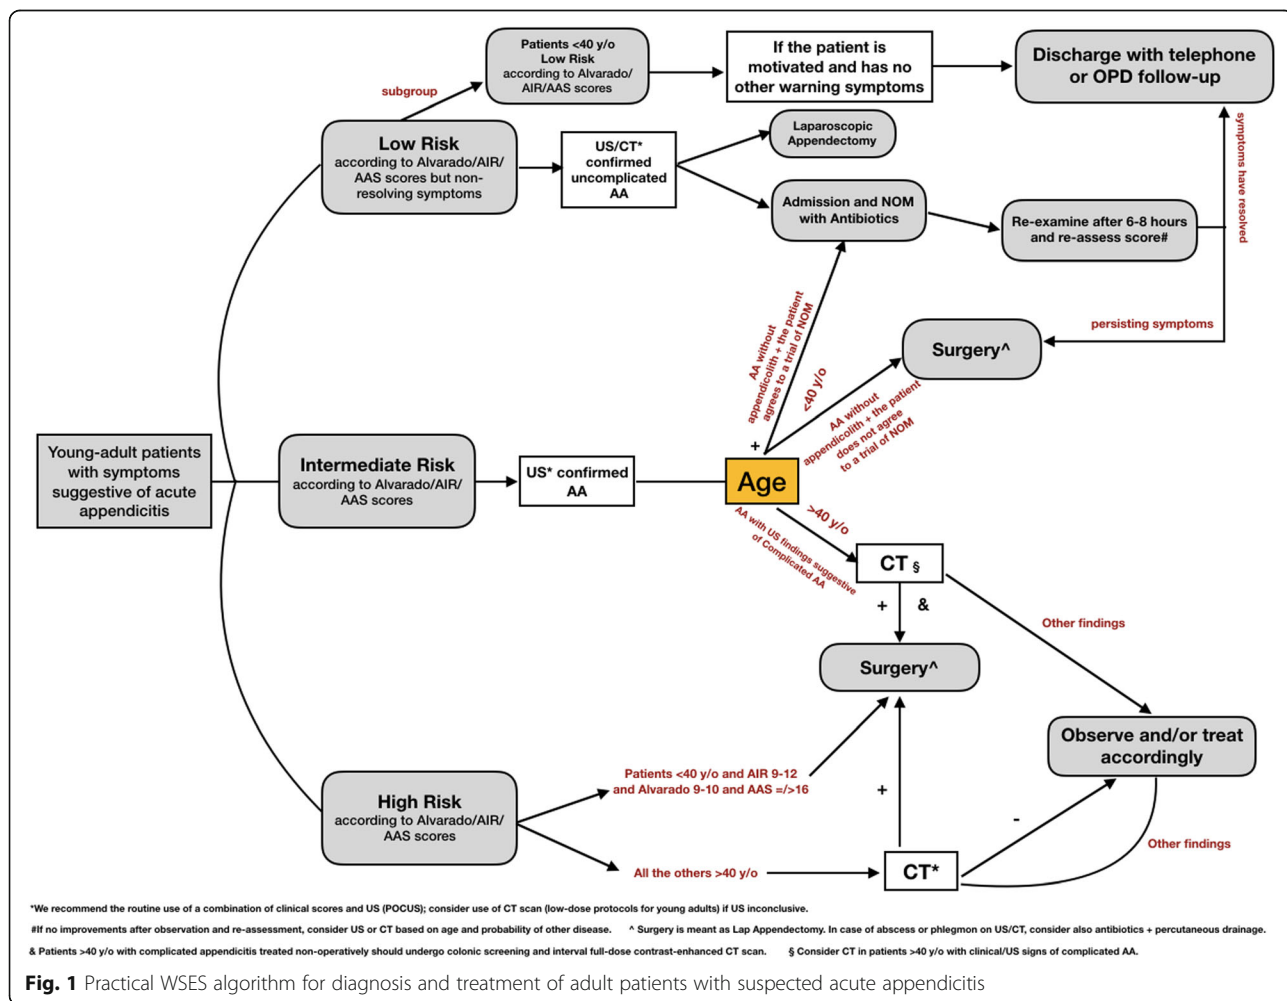 Patients <40 y/o
Low Risk
according to Alvarado/
AIR/AAS scores
If the patient is
motivated and has no
other warning symptoms
Discharge with telephone
or OPD follow-up
subgroup
Low Risk
according to Alvarado/AIR/
AAS scores but non-
resolving symptoms
US/CT*
confirmed
uncomplicated
AA
Laparoscopic
Appendectomy
Admission and NOM
with Antibiotics
Re-examine after 6-8 hours
and re-assess score#
symptoms have resolved
persisting symptoms
AA without
appendicolith + the patient
agrees to a trial of NOM
<40 y/o
Surgery^
AA without
appendicolith + the patient
does not agree
to a trial of NOM
+
Young-adult patients
with symptoms
suggestive of acute
appendicitis
Intermediate Risk
according to Alvarado/AIR/
AAS scores
US* confirmed
AA
Age
>40 y/o
AA with US findings suggestive
of Complicated AA
CT §
+ &
Other findings
Surgery^
Observe and/or treat
accordingly
Patients <40 y/o and AIR 9-12
and Alvarado 9-10 and AAS =/>16
+
-
High Risk
according to Alvarado/AIR/
AAS scores
Other findings
All the others >40 y/o
CT*
*We recommend the routine use of a combination of clinical scores and US (POCUS); consider use of CT scan (low-dose protocols for young adults) if US inconclusive.
#If no improvements after observation and re-assessment, consider US or CT based on age and probability of other disease. ^ Surgery is meant as Lap Appendectomy. In case of abscess or phlegmon on US/CT, consider also antibiotics + percutaneous drainage.
& Patients >40 y/o with complicated appendicitis treated non-operatively should undergo colonic screening and interval full-dose contrast-enhanced CT scan. § Consider CT in patients >40 y/o with clinical/US signs of complicated AA.
Fig. 1 Practical WSES algorithm for diagnosis and treatment of adult patients with suspected acute appendicitis